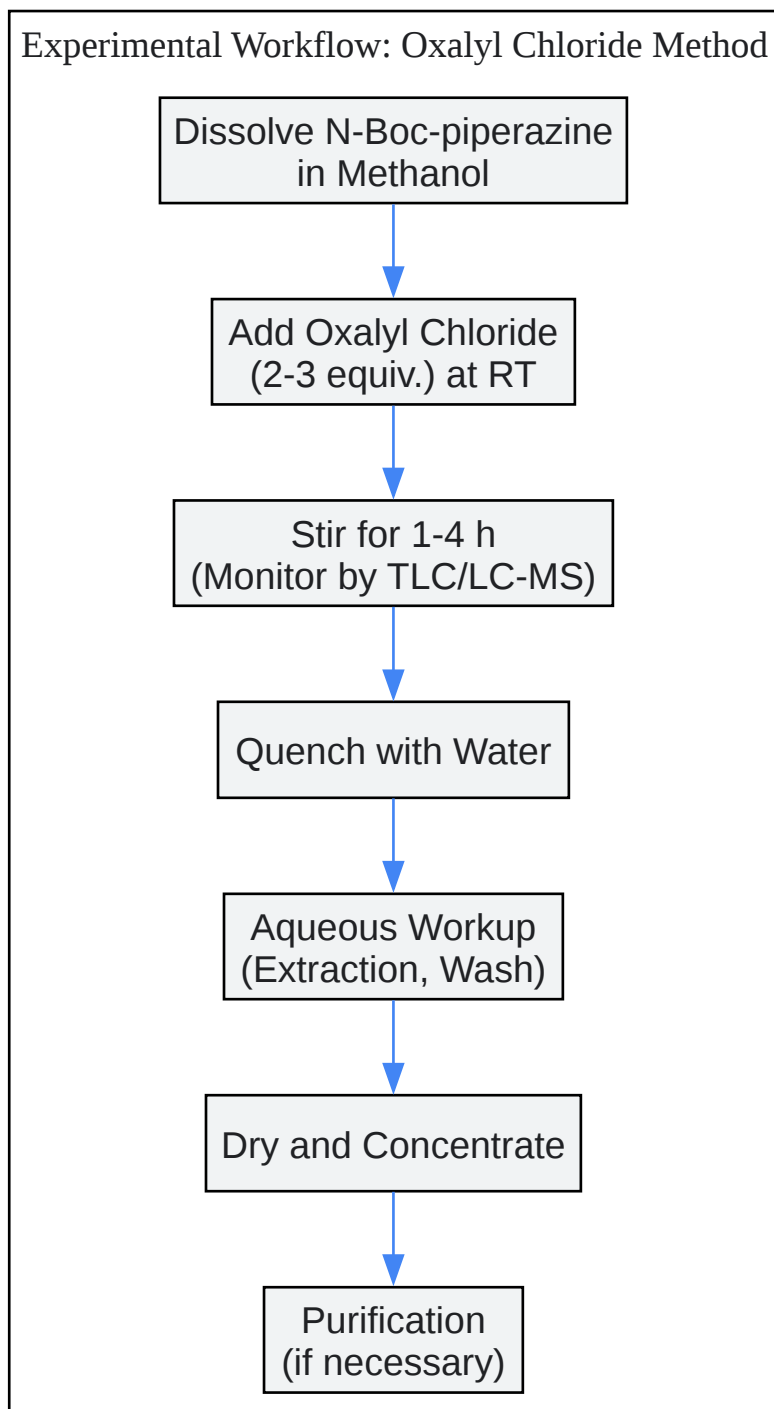 Experimental Workflow: Oxalyl Chloride Method
Dissolve N-Boc-piperazine
in Methanol
Add Oxalyl Chloride
(2-3 equiv.) at RT
Stir for 1-4 h
(Monitor by TLC/LC-MS)
Quench with Water
Aqueous Workup
(Extraction, Wash)
Dry and Concentrate
Purification
(if necessary)